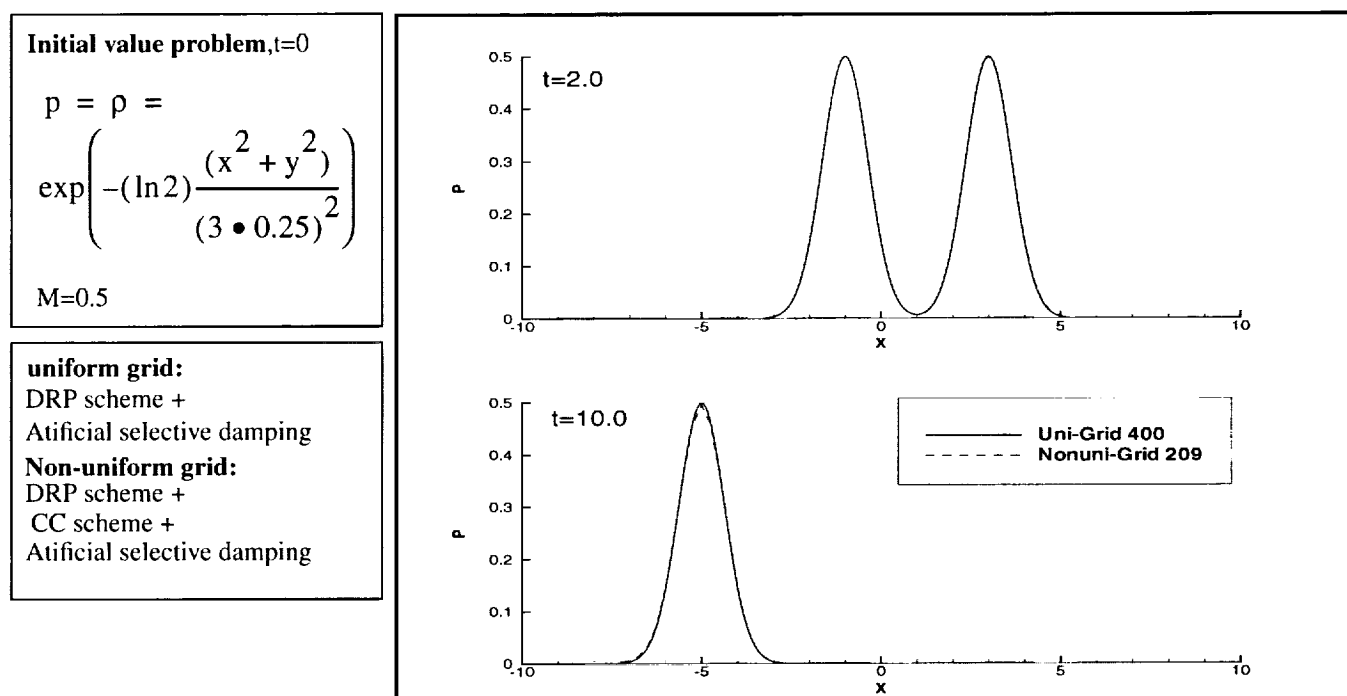 Initial value problem,t=0
p = ρ =
exp(-(ln2) (x^2 + y^2) / (3 • 0.25)^2)
M=0.5
uniform grid:
DRP scheme +
Atificial selective damping
Non-uniform grid:
DRP scheme +
CC scheme +
Atificial selective damping
t=2.0
0.5
0.4
0.3
0.2
0.1
0
P
-10
-5
0
5
10
X
t=10.0
0.5
0.4
0.3
0.2
0.1
0
P
-10
-5
0
5
10
X
Uni-Grid 400
Nonuni-Grid 209